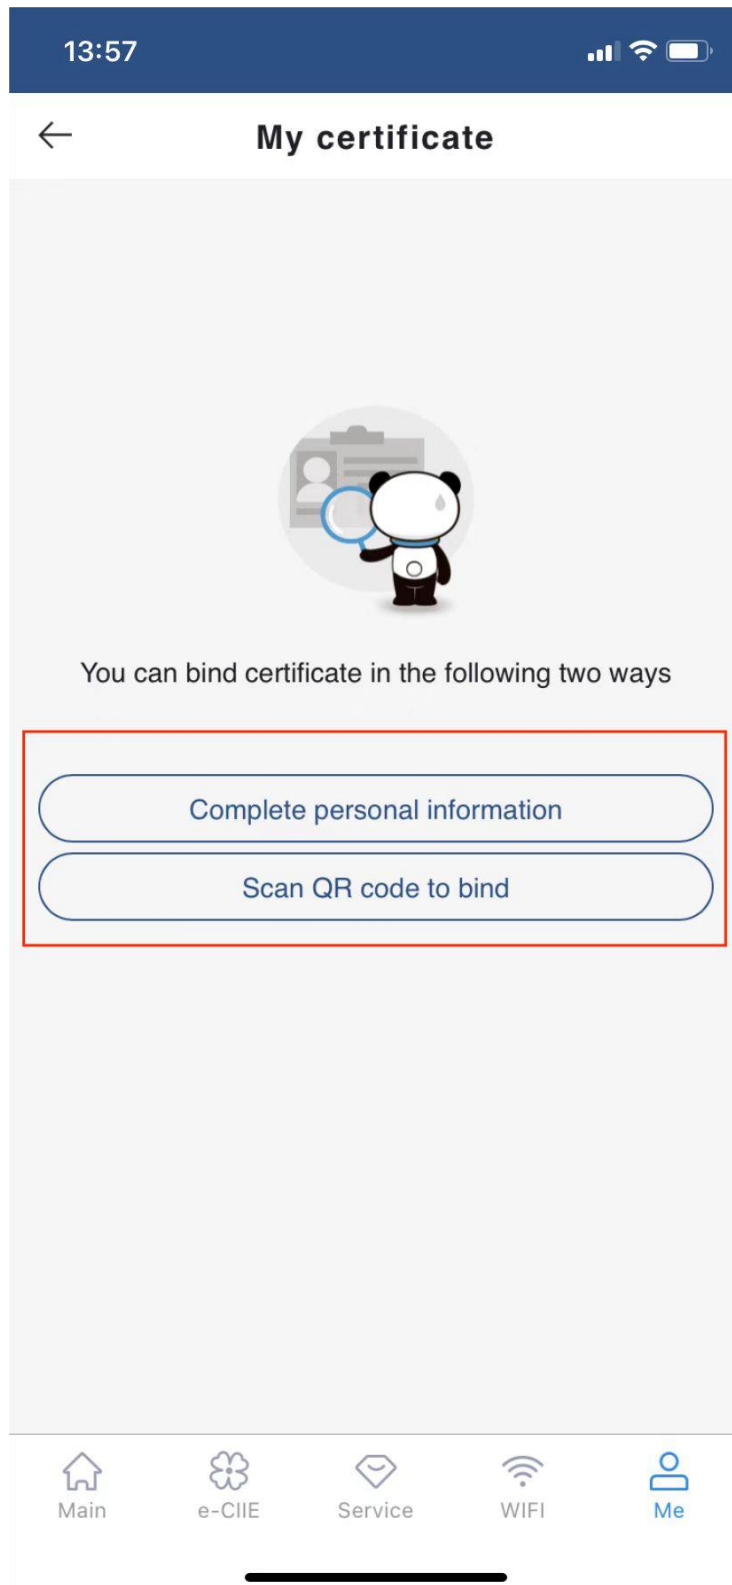 13:57
My certificate
You can bind certificate in the following two ways
Complete personal information
Scan QR code to bind
Main
e-CIIE
Service
WIFI
Me